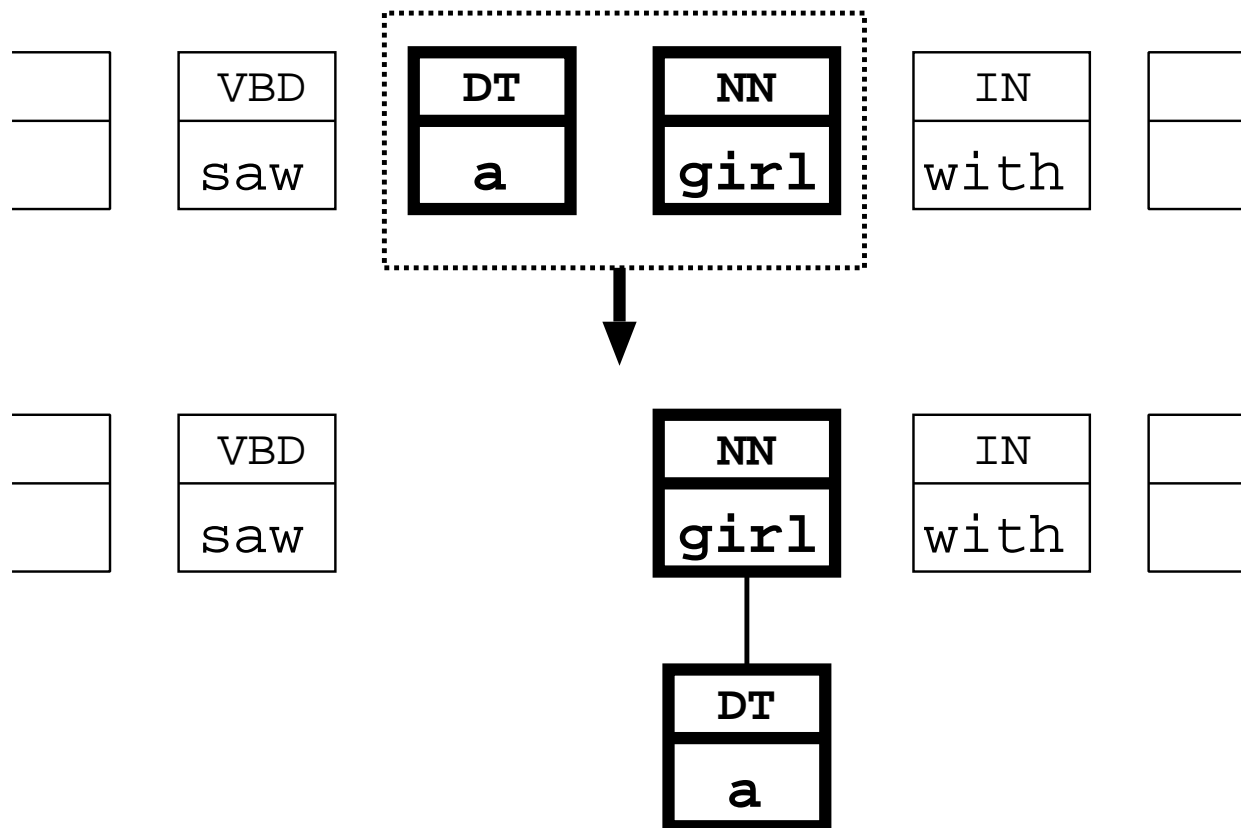 VBD DT NN IN
saw a girl with
VBD NN IN
saw girl with
DT
a